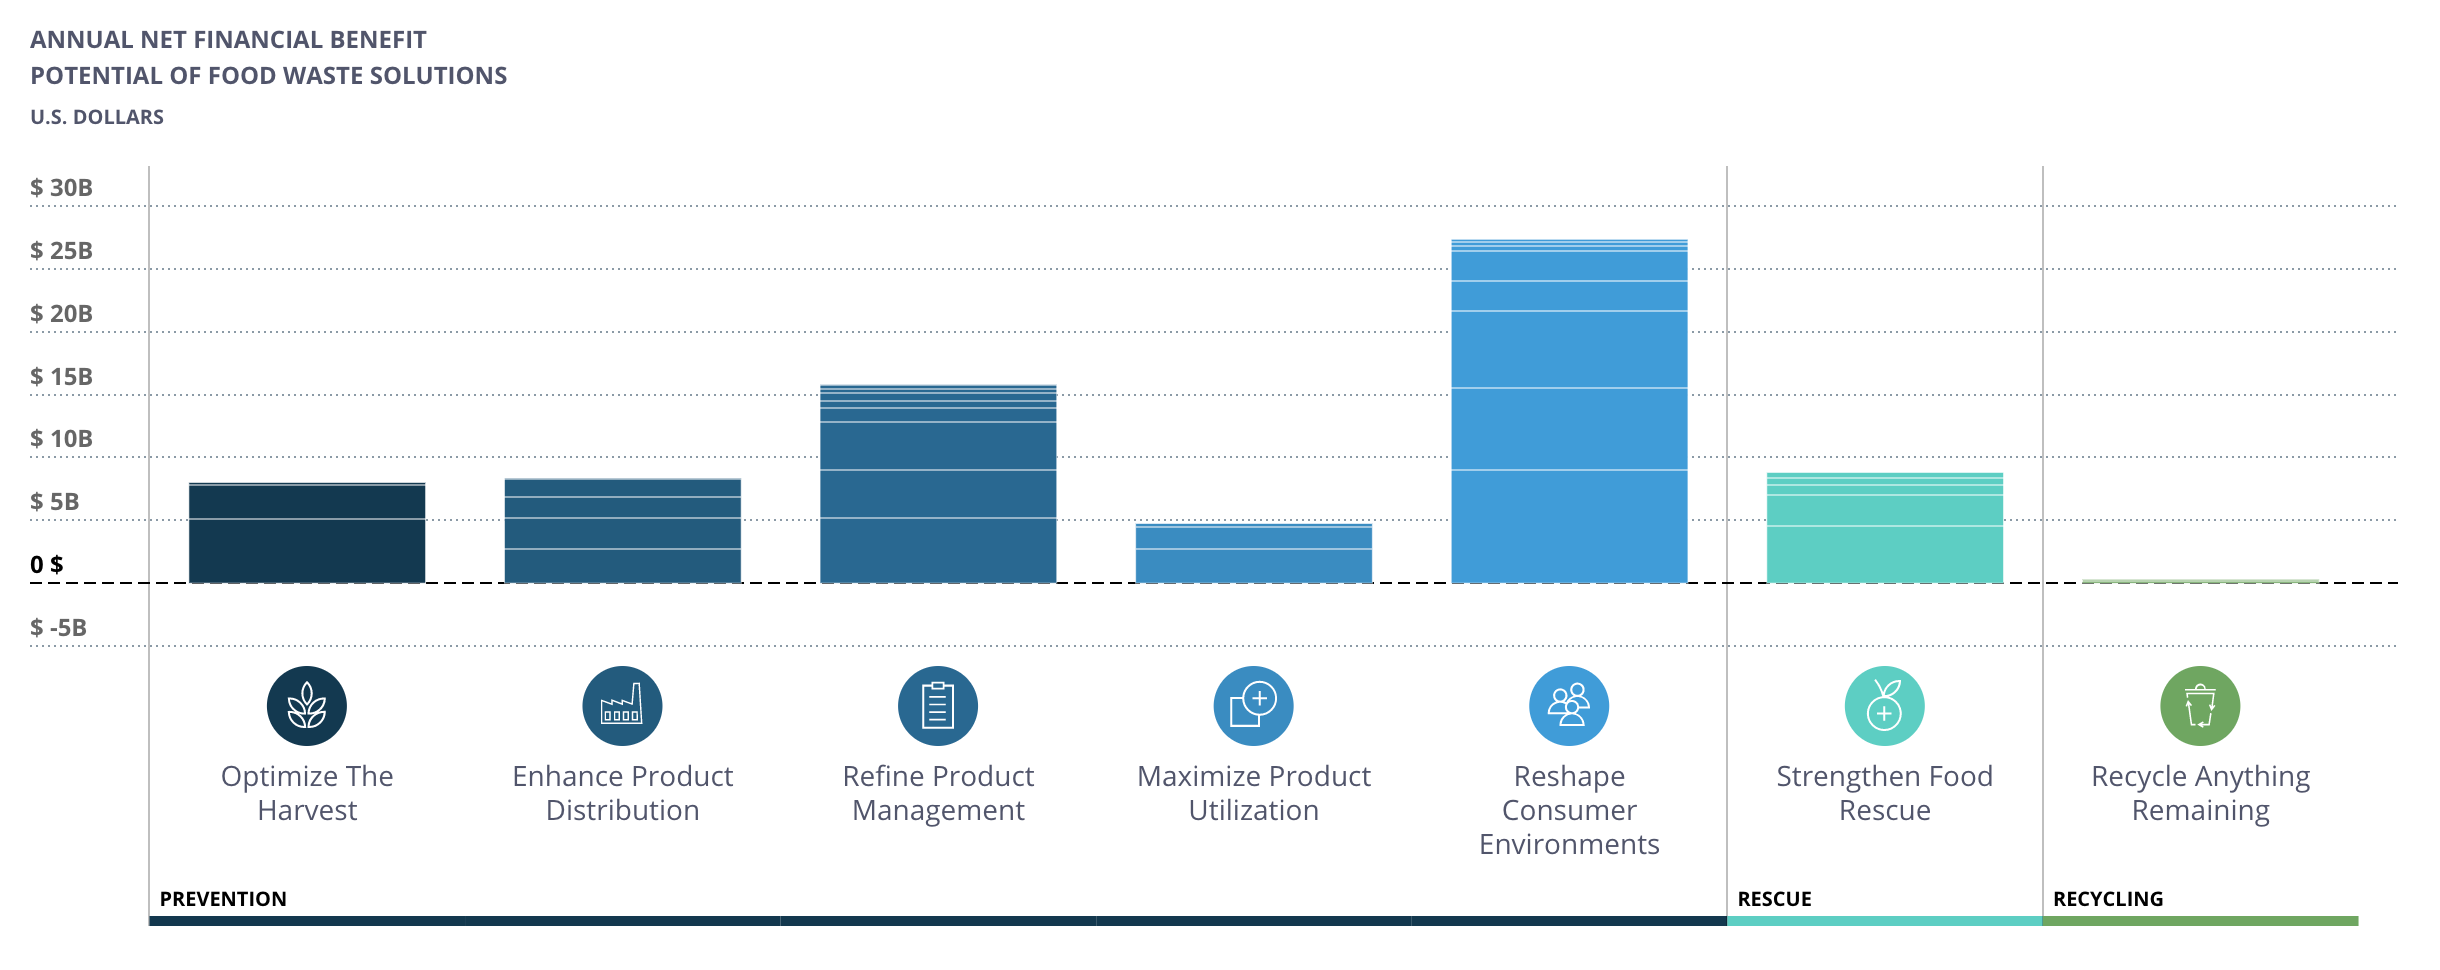 ANNUAL NET FINANCIAL BENEFIT
POTENTIAL OF FOOD WASTE SOLUTIONS
U.S. DOLLARS
$ 30B
$ 25B
$ 20B
$ 15B
$ 10B
$ 5B
0 $
$ -5B
Optimize The
Harvest
Enhance Product
Distribution
Refine Product
Management
Maximize Product
Utilization
Reshape
Consumer
Environments
Strengthen Food
Rescue
Recycle Anything
Remaining
PREVENTION
RESCUE
RECYCLING